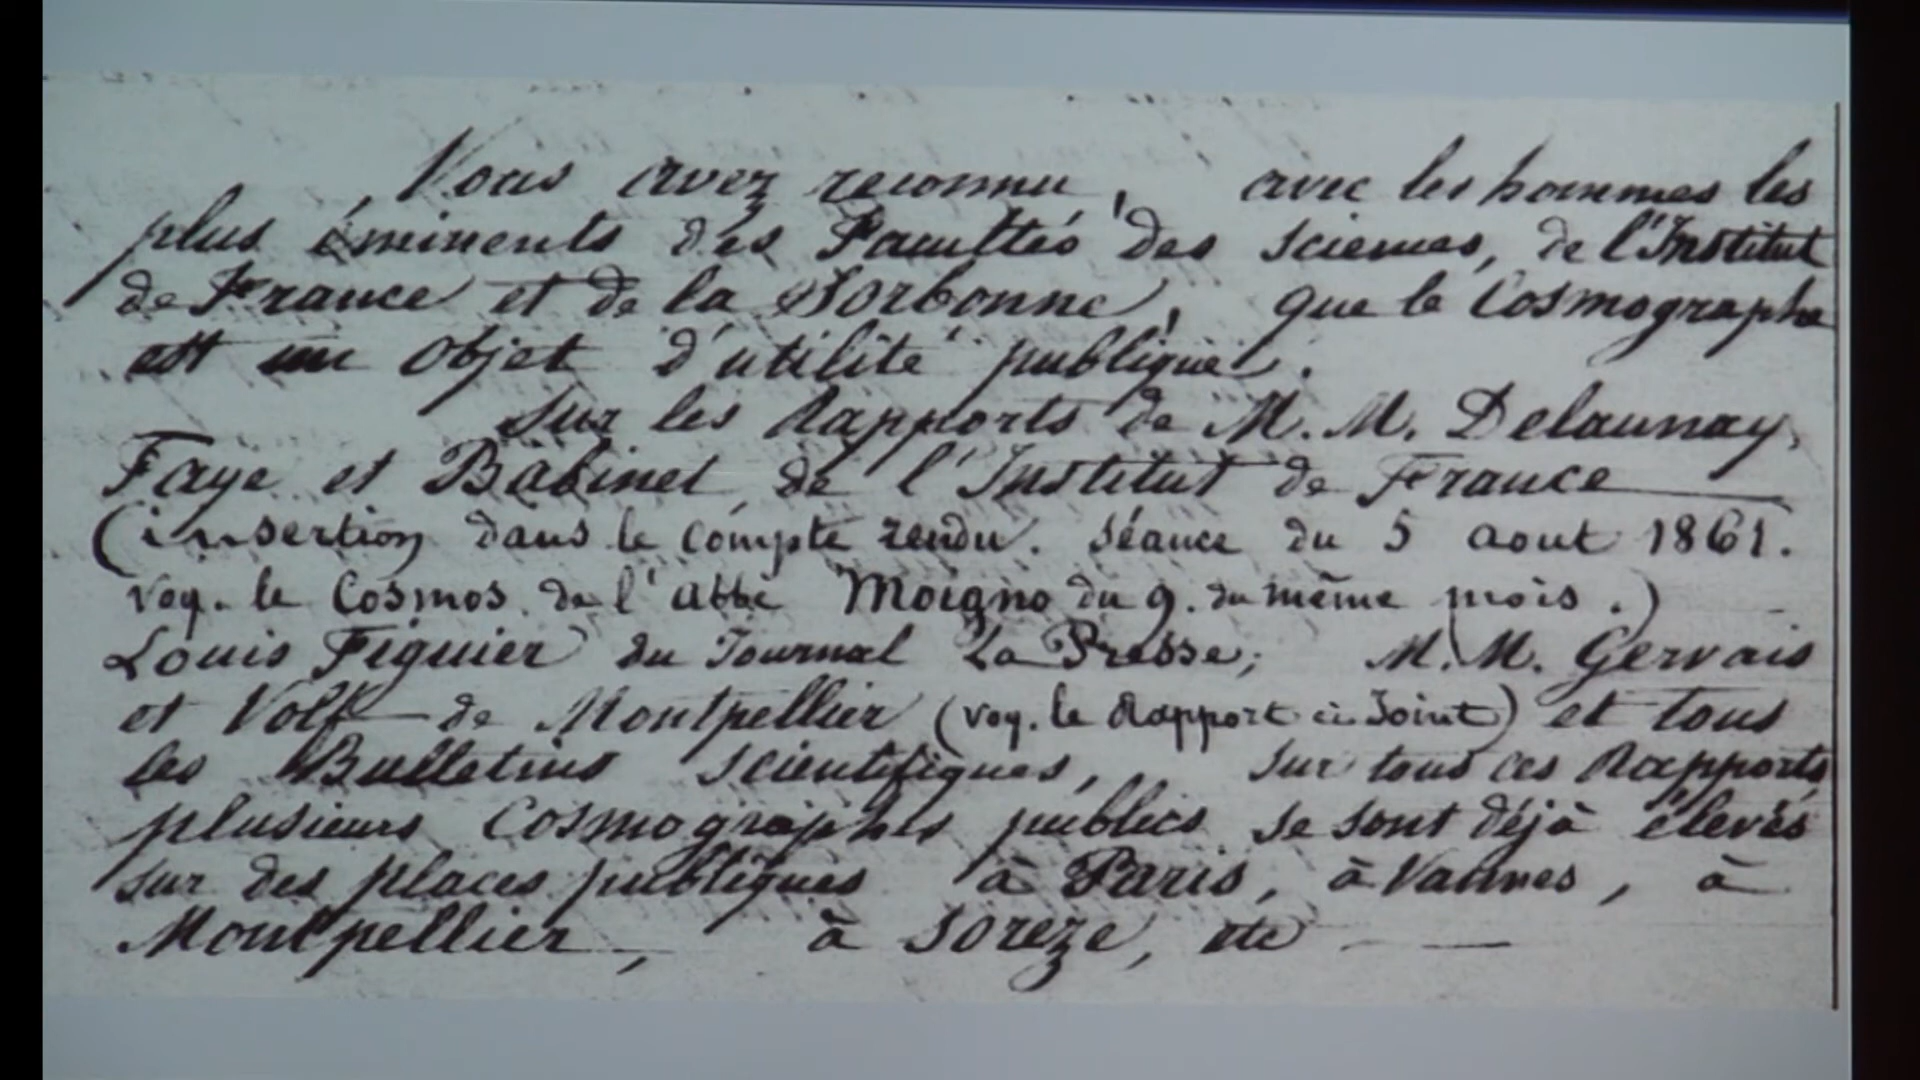 Vous avez reconnu, avec les hommes les
plus éminents des Facultés des sciences, de l'Institut
de France et de la Sorbonne, que le Cosmographe
est un objet d'utilité publique.
Sur les Rapports de M. M. Delaunay,
Faye et Babinet de l'Institut de France
(insertion dans le compte rendu. séance du 5 aout 1861.
voy. le Cosmos de l'abbé Moigno du 9. du même mois.)
Louis Figuier du Journal La Presse; M. M. Gervais
et Volf de Montpellier (voy. le Rapport ci Joint) et tous
les Bulletins scientifiques, sur tous ces Rapports
plusieurs Cosmographes publics se sont déjà élevés
sur des places publiques à Paris, à Vannes, à
Montpellier, à Sorèze, etc